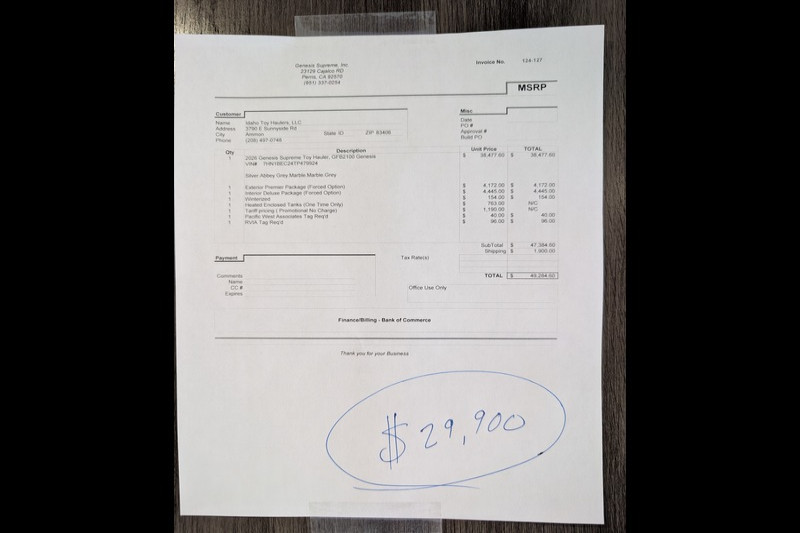 Genesis Supreme, Inc
23129 Cajalco RD
Perris, CA 92570
(951) 337-0254
Invoice No. 124-127
MSRP
Customer
Name Idaho Toy Haulers, LLC
Address 3790 E Sunnyside Rd
City Ammon State ID ZIP 83406
Phone
Misc
Date
PO #
Approval #
Build PO
Qty Description Unit Price TOTAL
1 2026 Genesis Supreme Toy Hauler, GFS2100 Genesis $ 38,477.60 $ 38,477.60
VIN#
Silver Abbey Grey,Marble,Marble Grey
1 Exterior Premier Package (Forced Option) $ 4,172.00 $ 4,172.00
1 Interior Deluxe Package (Forced Option) $ 4,445.00 $ 4,445.00
1 Winterized $ 154.00 $ 154.00
1 Heated Enclosed Tanks (One Time Only) $ 763.00 N/C
1 Tariff pricing ( Promotional No Charge) $ 1,190.00 N/C
1 Pacific West Associates Tag Req'd $ 40.00 $ 40.00
1 RVIA Tag Req'd $ 96.00 $ 96.00
SubTotal $ 47,384.60
Shipping $ 1,900.00
Payment
Tax Rate(s)
TOTAL $ 49,284.60
Comments
Name
CC #
Expires
Office Use Only
Finance/Billing - Bank of Commerce
Thank you for your Business
$29,900